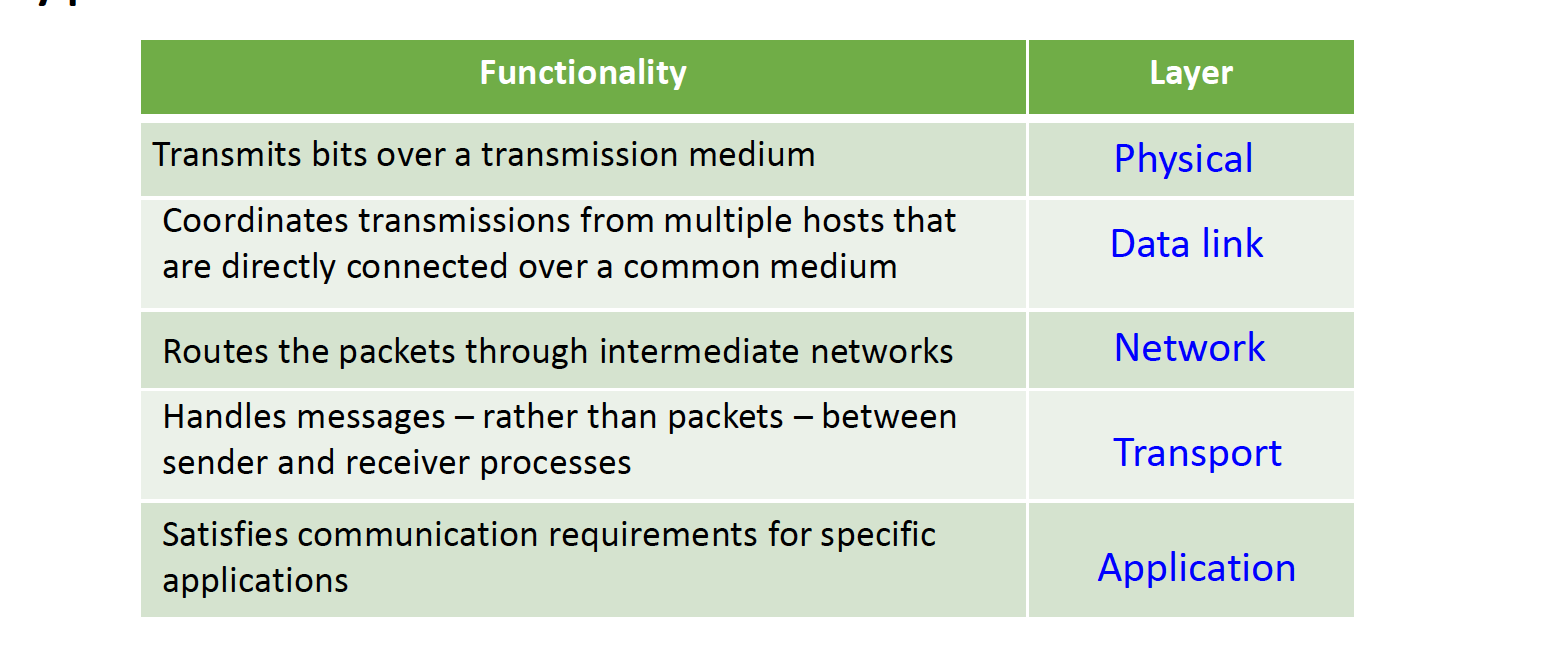 Functionality
Layer
Transmits bits over a transmission medium
Physical
Coordinates transmissions from multiple hosts that
are directly connected over a common medium
Data link
Routes the packets through intermediate networks
Network
Handles messages – rather than packets – between
sender and receiver processes
Transport
Satisfies communication requirements for specific
applications
Application